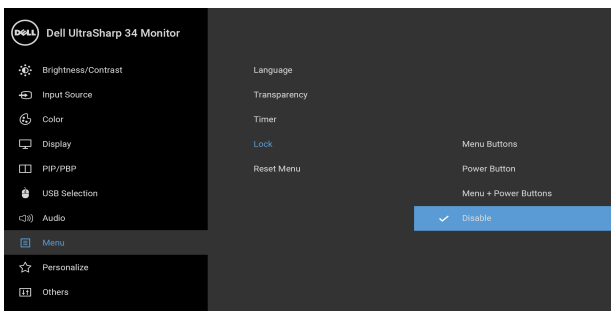 DELL Dell UltraSharp 34 Monitor
Brightness/Contrast
Input Source
Color
Display
PIP/PBP
USB Selection
Audio
Menu
Personalize
Others
Language
Transparency
Timer
Lock
Reset Menu
Menu Buttons
Power Button
Menu + Power Buttons
Disable